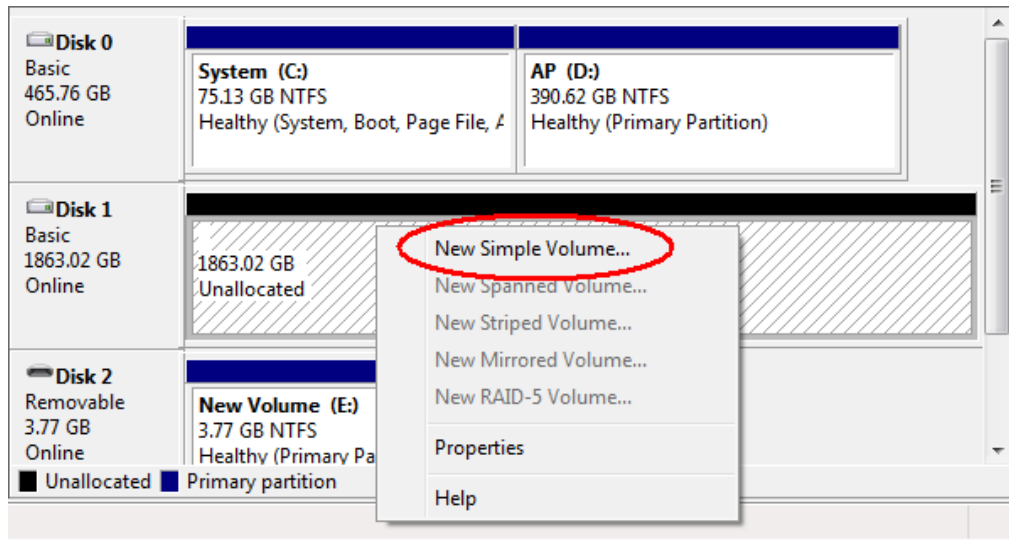 Disk 0
Basic
465.76 GB
Online
System (C:)
75.13 GB NTFS
Healthy (System, Boot, Page File, A
AP (D:)
390.62 GB NTFS
Healthy (Primary Partition)
Disk 1
Basic
1863.02 GB
Online
1863.02 GB
Unallocated
New Simple Volume...
New Spanned Volume...
New Striped Volume...
New Mirrored Volume...
New RAID-5 Volume...
Properties
Help
Disk 2
Removable
3.77 GB
Online
New Volume (E:)
3.77 GB NTFS
Healthy (Primary Pa
Unallocated Primary partition